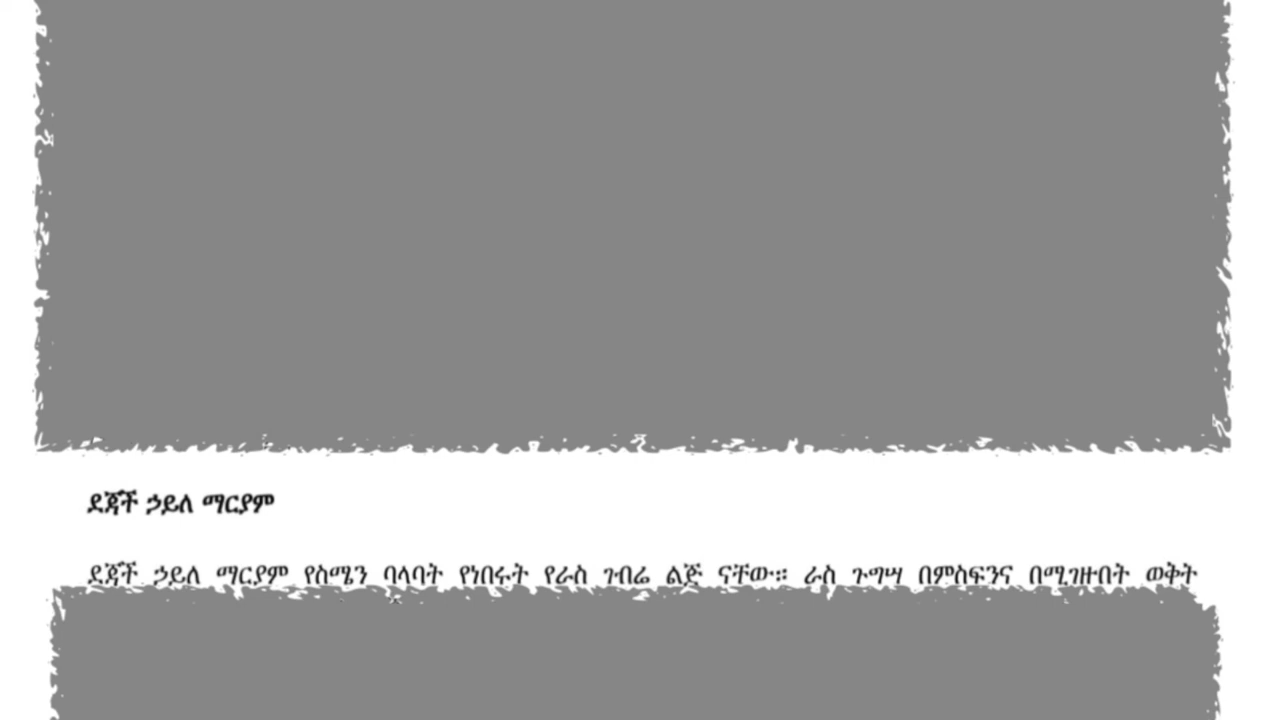 ደጃች ኃይለ ማርያም
ደጃች ኃይለ ማርያም የስሜን ባላባት የነበሩት የራስ ገብሬ ልጅ ናቸው። ራስ ጉግሣ በምስፍንና በሚገዙበት ወቅት